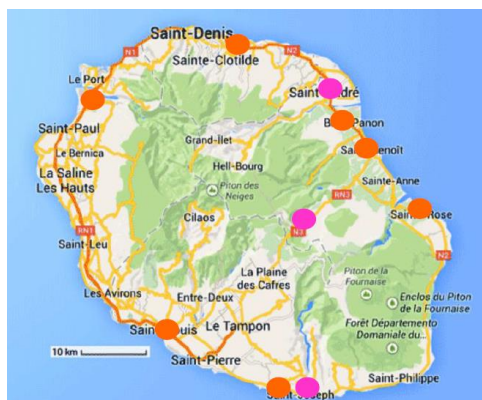 Saint-Denis
N1
N2
Sainte-Clotilde
Le Port
Saint-Paul
Grand-Ilet
Le Bernica
Hell-Bourg
La Saline
Les Hauts
Sainte-Anne
Piton des
Neiges
RN3
Cilaos
N3
RN1
Saint-Leu
N2
La Plaine
des Cafres
Piton de la
Fournaise
Les Avirons
Entre-Deux
Enclos du Piton
de la Fournaise
Le Tampon
Forêt Départemento
Domaniale du...
10 km
Saint-Pierre
Saint-Philippe